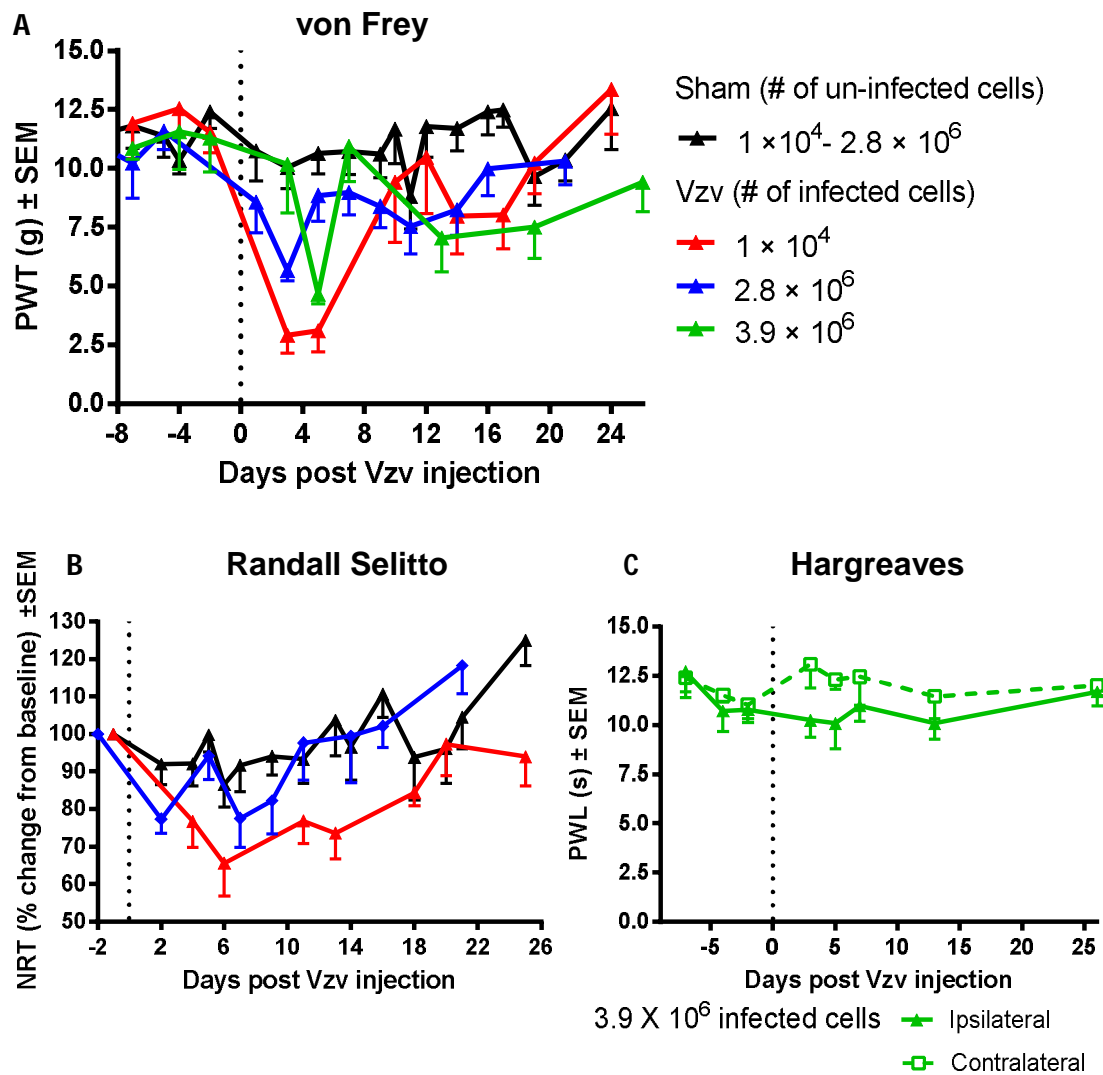 A
von Frey
15.0
12.5
10.0
7.5
5.0
2.5
0.0
PWT (g) ± SEM
-8 -4 0 4 8 12 16 20 24
Days post Vzv injection
Sham (# of un-infected cells)
1 ×10⁴- 2.8 × 10⁶
Vzv (# of infected cells)
1 × 10⁴
2.8 × 10⁶
3.9 × 10⁶
B
Randall Selitto
130
120
110
100
90
80
70
60
50
NRT (% change from baseline) ±SEM
-2 2 6 10 14 18 22 26
Days post Vzv injection
C
Hargreaves
15.0
12.5
10.0
7.5
5.0
2.5
0.0
PWL (s) ± SEM
-5 0 5 10 15 20 25
Days post Vzv injection
3.9 X 10⁶ infected cells
Ipsilateral
Contralateral